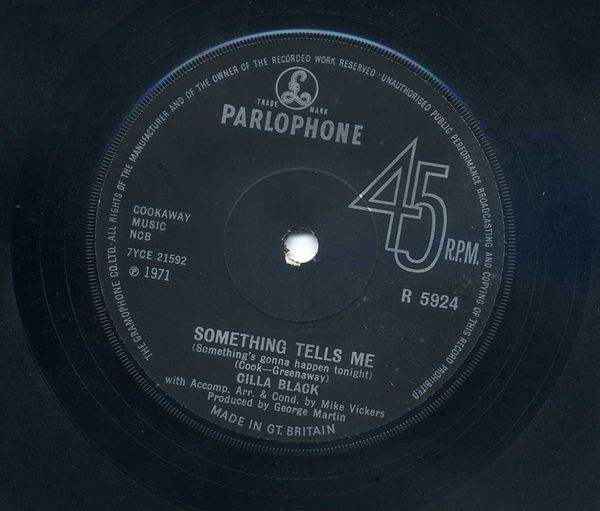 THE GRAMOPHONE CO.LTD. ALL RIGHTS OF THE MANUFACTURER AND OF THE OWNER OF THE RECORDED WORK RESERVED·UNAUTHORISED PUBLIC PERFORMANCE BROADCASTING AND COPYING OF THIS RECORD PROHIBITED
£
TRADE MARK
PARLOPHONE
45 R.P.M.
COOKAWAY
MUSIC
NCB
7YCE 21592
℗ 1971
R 5924
SOMETHING TELLS ME
(Something's gonna happen tonight)
(Cook—Greenaway)
CILLA BLACK
with Accomp. Arr. & Cond. by Mike Vickers
Produced by George Martin
MADE IN GT. BRITAIN